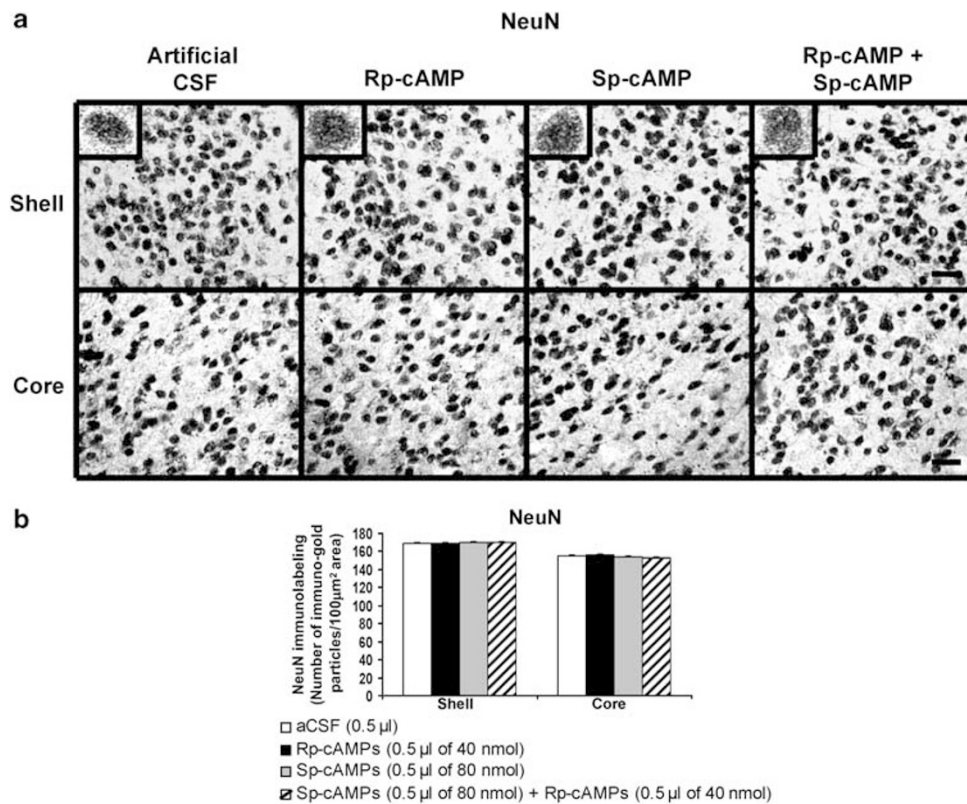 a
NeuN
Artificial
CSF
Rp-cAMP
Sp-cAMP
Rp-cAMP +
Sp-cAMP
Shell
Core
b
NeuN
NeuN immunolabeling
(Number of immuno-gold
particles/100µm² area)
180
160
140
120
100
80
60
40
20
0
Shell
Core
aCSF (0.5 µl)
Rp-cAMPs (0.5 µl of 40 nmol)
Sp-cAMPs (0.5 µl of 80 nmol)
Sp-cAMPs (0.5 µl of 80 nmol) + Rp-cAMPs (0.5 µl of 40 nmol)